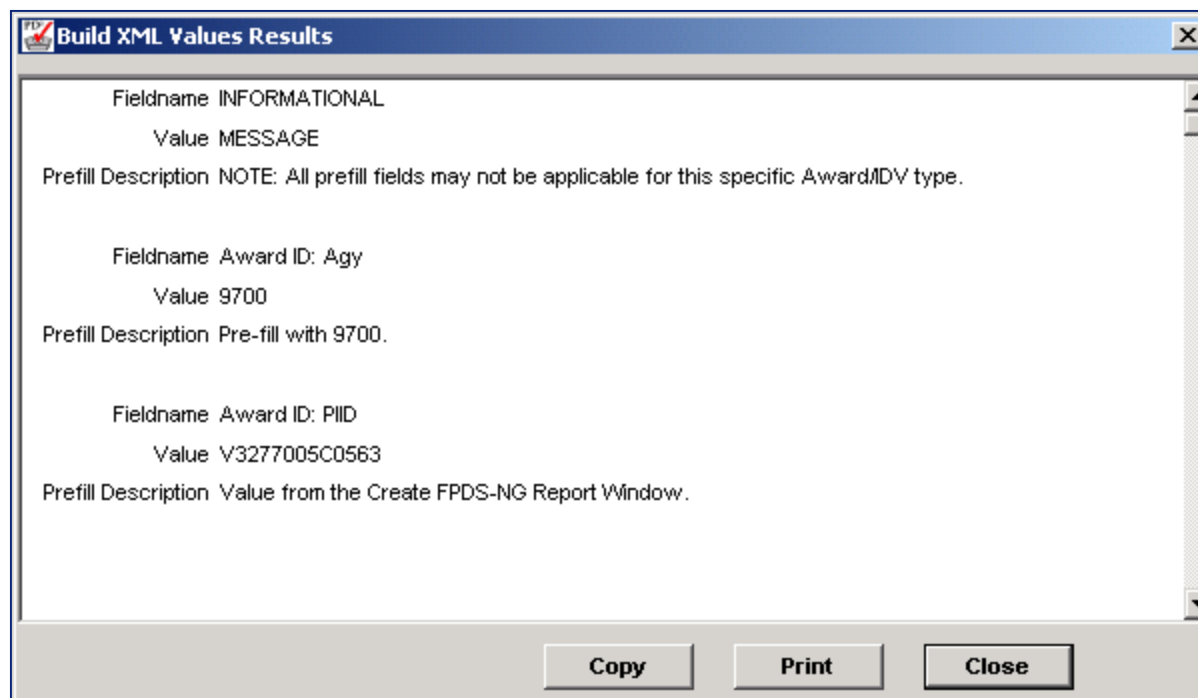 Build XML Values Results
Fieldname INFORMATIONAL
Value MESSAGE
Prefill Description NOTE: All prefill fields may not be applicable for this specific Award/IDV type.
Fieldname Award ID: Agy
Value 9700
Prefill Description Pre-fill with 9700.
Fieldname Award ID: PIID
Value V3277005C0563
Prefill Description Value from the Create FPDS-NG Report Window.
Copy Print Close